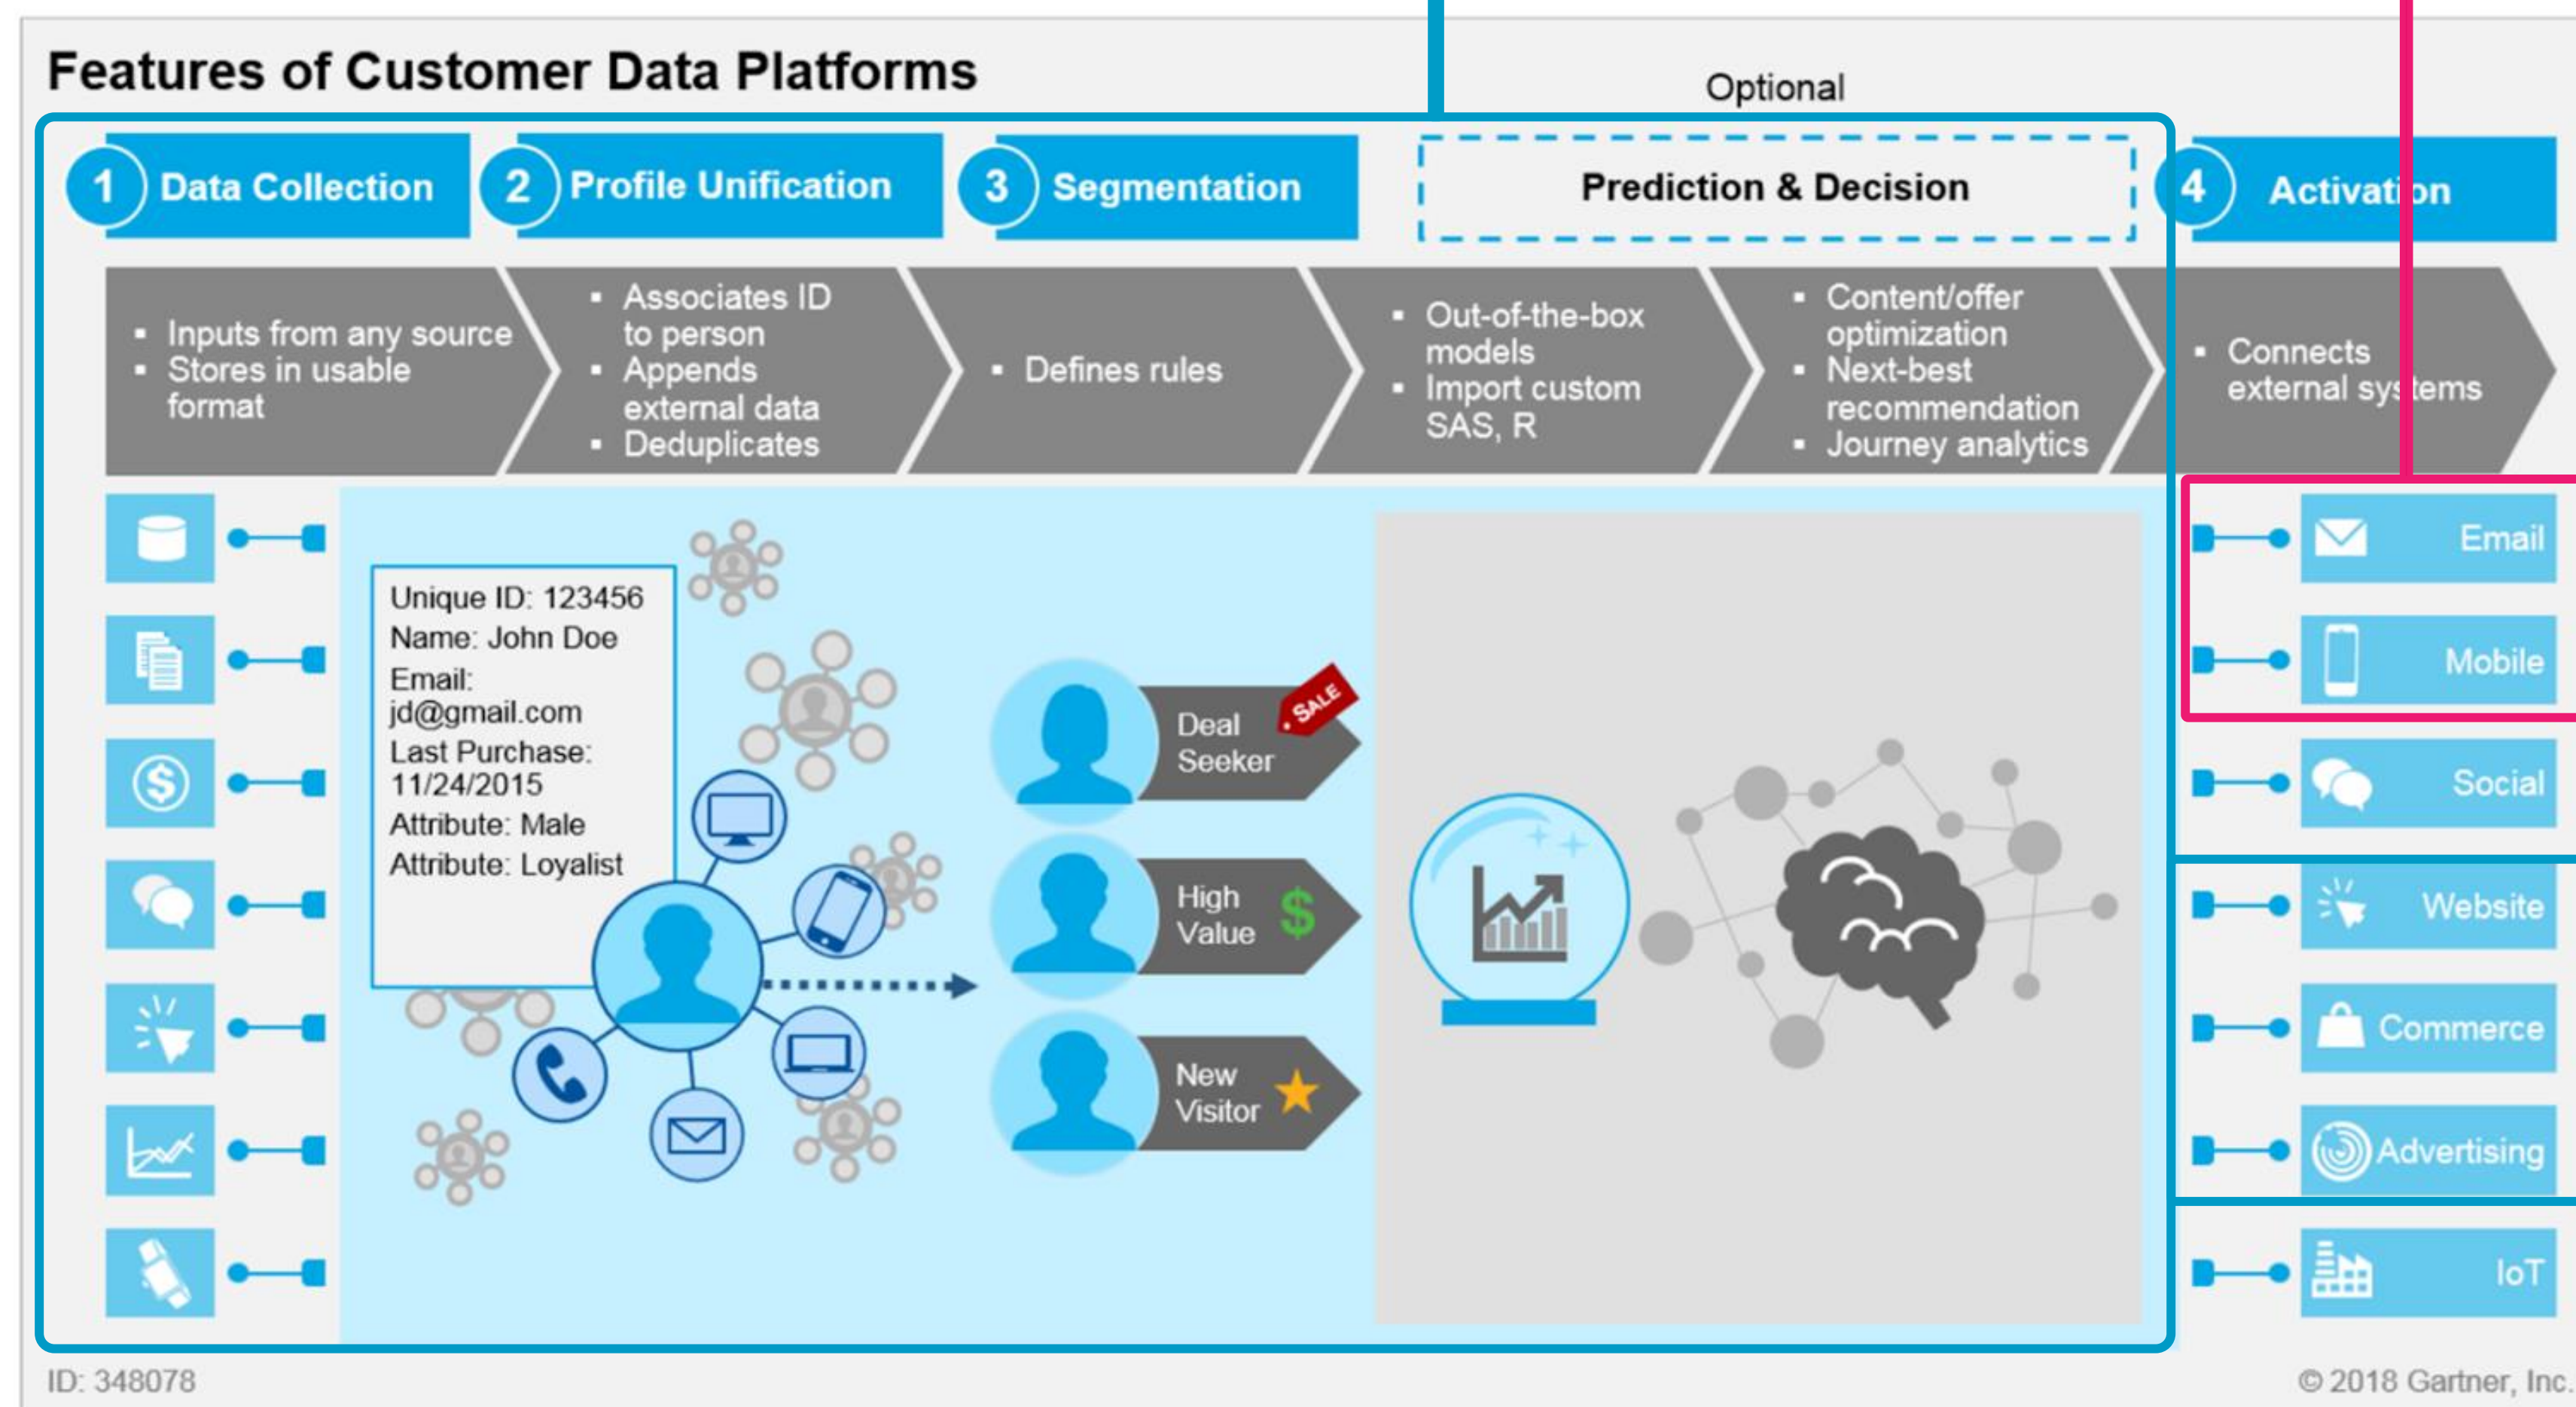 Features of Customer Data Platforms
Optional
1 Data Collection
2 Profile Unification
3 Segmentation
Prediction & Decision
4 Activation
▪ Inputs from any source
▪ Stores in usable
format
▪ Associates ID
to person
▪ Appends
external data
▪ Deduplicates
▪ Defines rules
▪ Out-of-the-box
models
▪ Import custom
SAS, R
▪ Content/offer
optimization
▪ Next-best
recommendation
▪ Journey analytics
▪ Connects
external systems
Unique ID: 123456
Name: John Doe
Email:
jd@gmail.com
Last Purchase:
11/24/2015
Attribute: Male
Attribute: Loyalist
Deal
Seeker
SALE
High
Value
$
New
Visitor
Email
Mobile
Social
Website
Commerce
Advertising
IoT
ID: 348078
© 2018 Gartner, Inc.